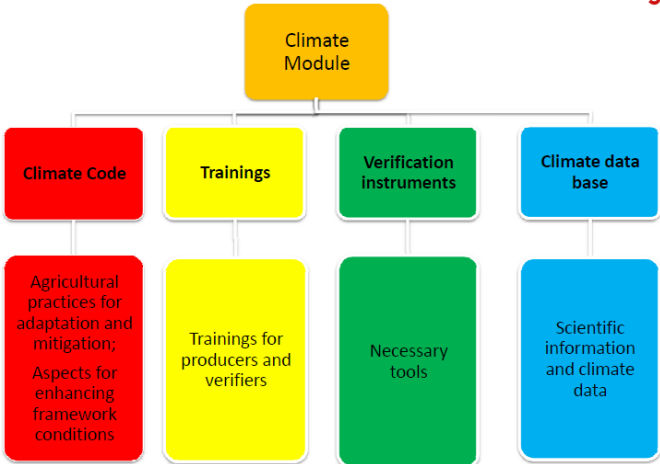 Climate
Module
Climate Code
Trainings
Verification
instruments
Climate data
base
Agricultural
practices for
adaptation and
mitigation;
Aspects for
enhancing
framework
conditions
Trainings for
producers and
verifiers
Necessary
tools
Scientific
information
and climate
data